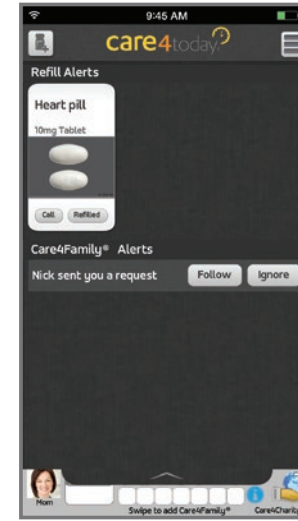 9:45 AM
care4today
Refill Alerts
Heart pill
10mg Tablet
Call Refilled
Care4Family® Alerts
Nick sent you a request Follow Ignore
Mom
Swipe to add Care4Family®
Care4Charity